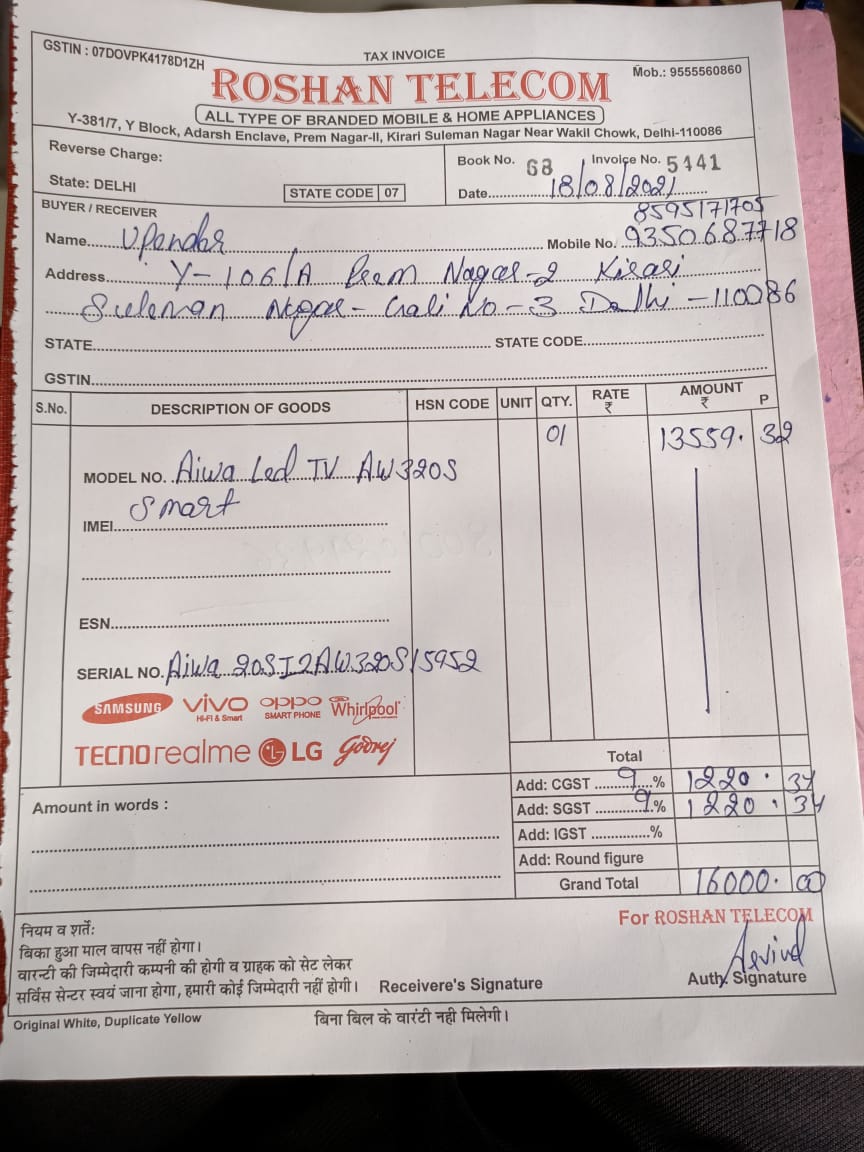 GSTIN : 07DOVPK4178D1ZH
TAX INVOICE
Mob.: 9555560860
ROSHAN TELECOM
ALL TYPE OF BRANDED MOBILE & HOME APPLIANCES
Y-381/7, Y Block, Adarsh Enclave, Prem Nagar-II, Kirari Suleman Nagar Near Wakil Chowk, Delhi-110086
Reverse Charge:
State: DELHI
STATE CODE 07
Book No. 68 Invoice No. 5441
Date 18/08/2021
BUYER / RECEIVER
8595171705
Name Upender Mobile No. 9350687718
Address Y-106/A Prem Nagar-2 Kirari
Suleman Nagar- Gali No-3 Delhi-110086
STATE STATE CODE
GSTIN
S.No. DESCRIPTION OF GOODS HSN CODE UNIT QTY. RATE ₹ AMOUNT ₹ P
01 13559. 32
MODEL NO. Aiwa Led TV AW320S
Smart
IMEI
ESN
SERIAL NO. Aiwa 20SI2AW320S15952
SAMSUNG vivo Hi-Fi & Smart oppo SMART PHONE Whirlpool
TECNO realme LG Godrej
Total
Add: CGST 9 % 1220. 34
Amount in words :
Add: SGST 9 % 1220. 34
Add: IGST %
Add: Round figure
Grand Total 16000. 00
For ROSHAN TELECOM
नियम व शर्तेः
बिका हुआ माल वापस नहीं होगा।
वारन्टी की जिम्मेदारी कम्पनी की होगी व ग्राहक को सेट लेकर
सर्विस सेन्टर स्वयं जाना होगा, हमारी कोई जिम्मेदारी नहीं होगी।
Receivere's Signature
Arvind
Auth. Signature
Original White, Duplicate Yellow
बिना बिल के वारंटी नही मिलेगी।